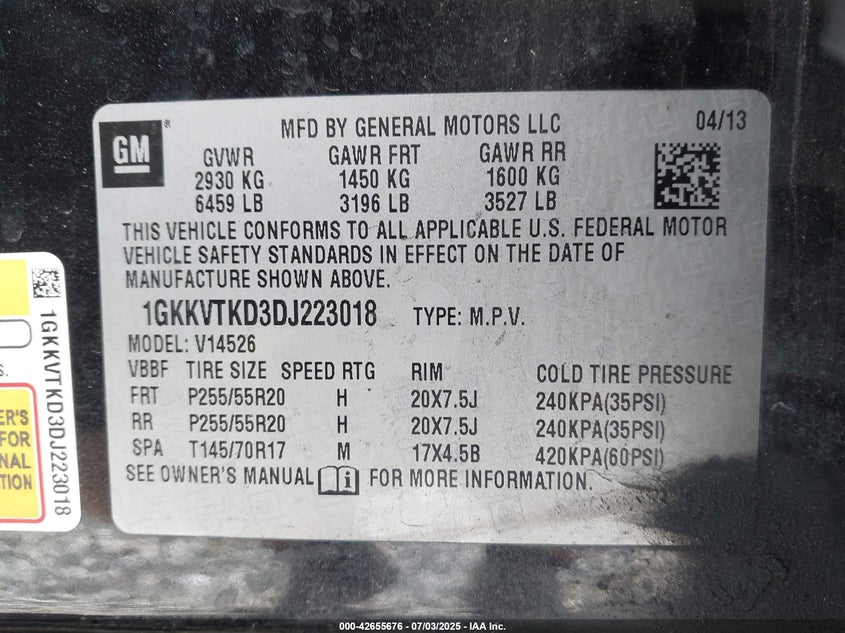 GM
®
MFD BY GENERAL MOTORS LLC
04/13
GVWR GAWR FRT GAWR RR
2930 KG 1450 KG 1600 KG
6459 LB 3196 LB 3527 LB
THIS VEHICLE CONFORMS TO ALL APPLICABLE U.S. FEDERAL MOTOR
VEHICLE SAFETY STANDARDS IN EFFECT ON THE DATE OF
MANUFACTURE SHOWN ABOVE.
1GKKVTKD3DJ223018 TYPE: M.P.V.
MODEL: V14526
VBBF TIRE SIZE SPEED RTG RIM COLD TIRE PRESSURE
FRT P255/55R20 H 20X7.5J 240KPA(35PSI)
RR P255/55R20 H 20X7.5J 240KPA(35PSI)
SPA T145/70R17 M 17X4.5B 420KPA(60PSI)
SEE OWNER'S MANUAL FOR MORE INFORMATION.
1GKKVTKD3DJ223018
S.
ER'S
FOR
NAL
TION
000-42655676 / 07/03/2025 - IAA Inc.